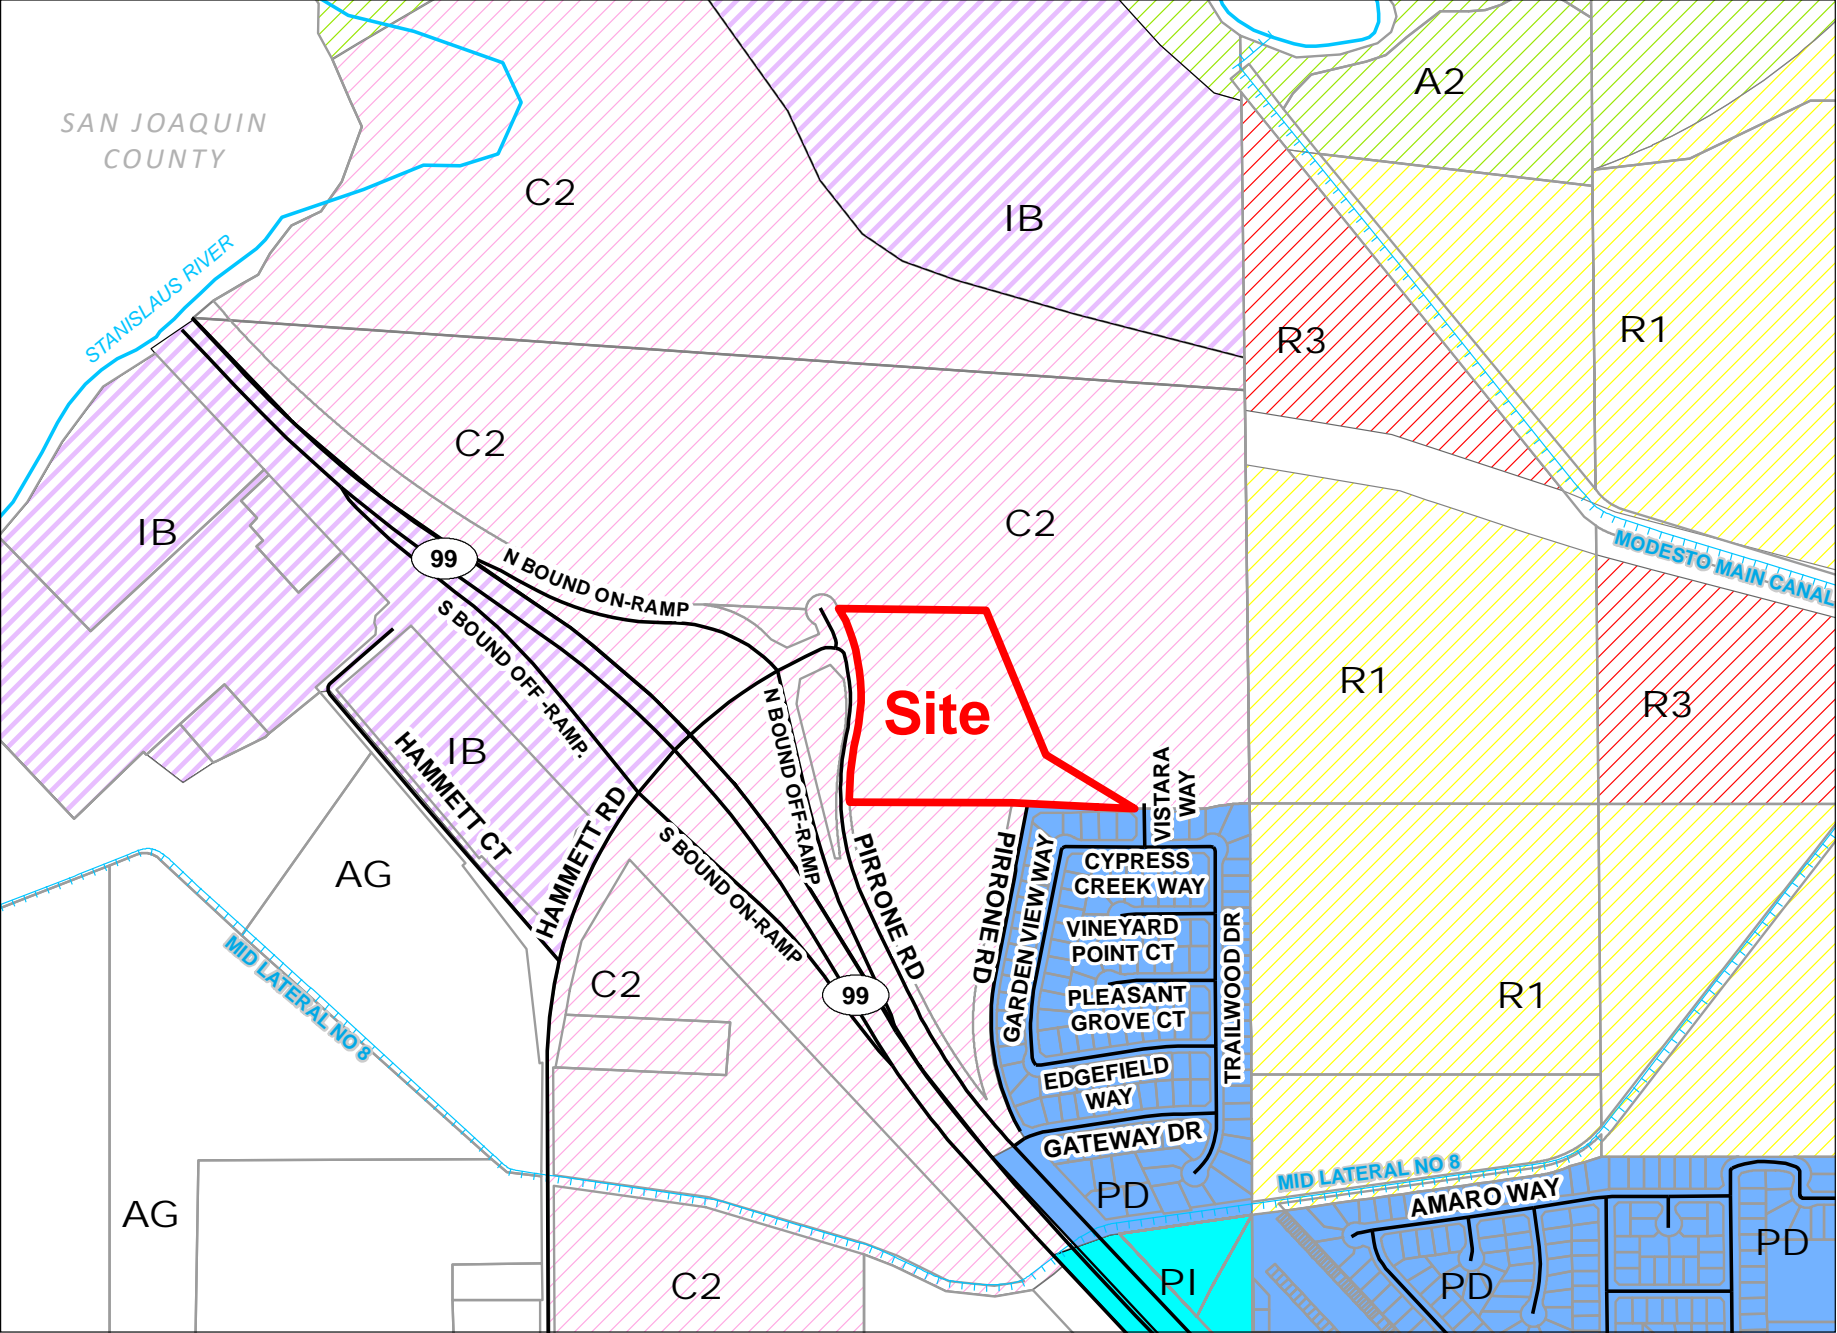 A2
SAN JOAQUIN
COUNTY
C2
IB
STANISLAUS RIVER
R3
R1
C2
C2
IB
99
N BOUND ON-RAMP
MODESTO MAIN CANAL
S BOUND OFF-RAMP.
R1
R3
Site
N BOUND OFF-RAMP
IB
HAMMETT CT
HAMMETT RD
VISTARA
WAY
S BOUND ON-RAMP
PIRRONE RD
PIRRONE RD
GARDEN VIEW WAY
CYPRESS
CREEK WAY
AG
VINEYARD
POINT CT
TRAILWOOD DR
MID LATERAL NO 8
C2
99
PLEASANT
GROVE CT
R1
EDGEFIELD
WAY
GATEWAY DR
MID LATERAL NO 8
AMARO WAY
PD
AG
PD
C2
PI
PD